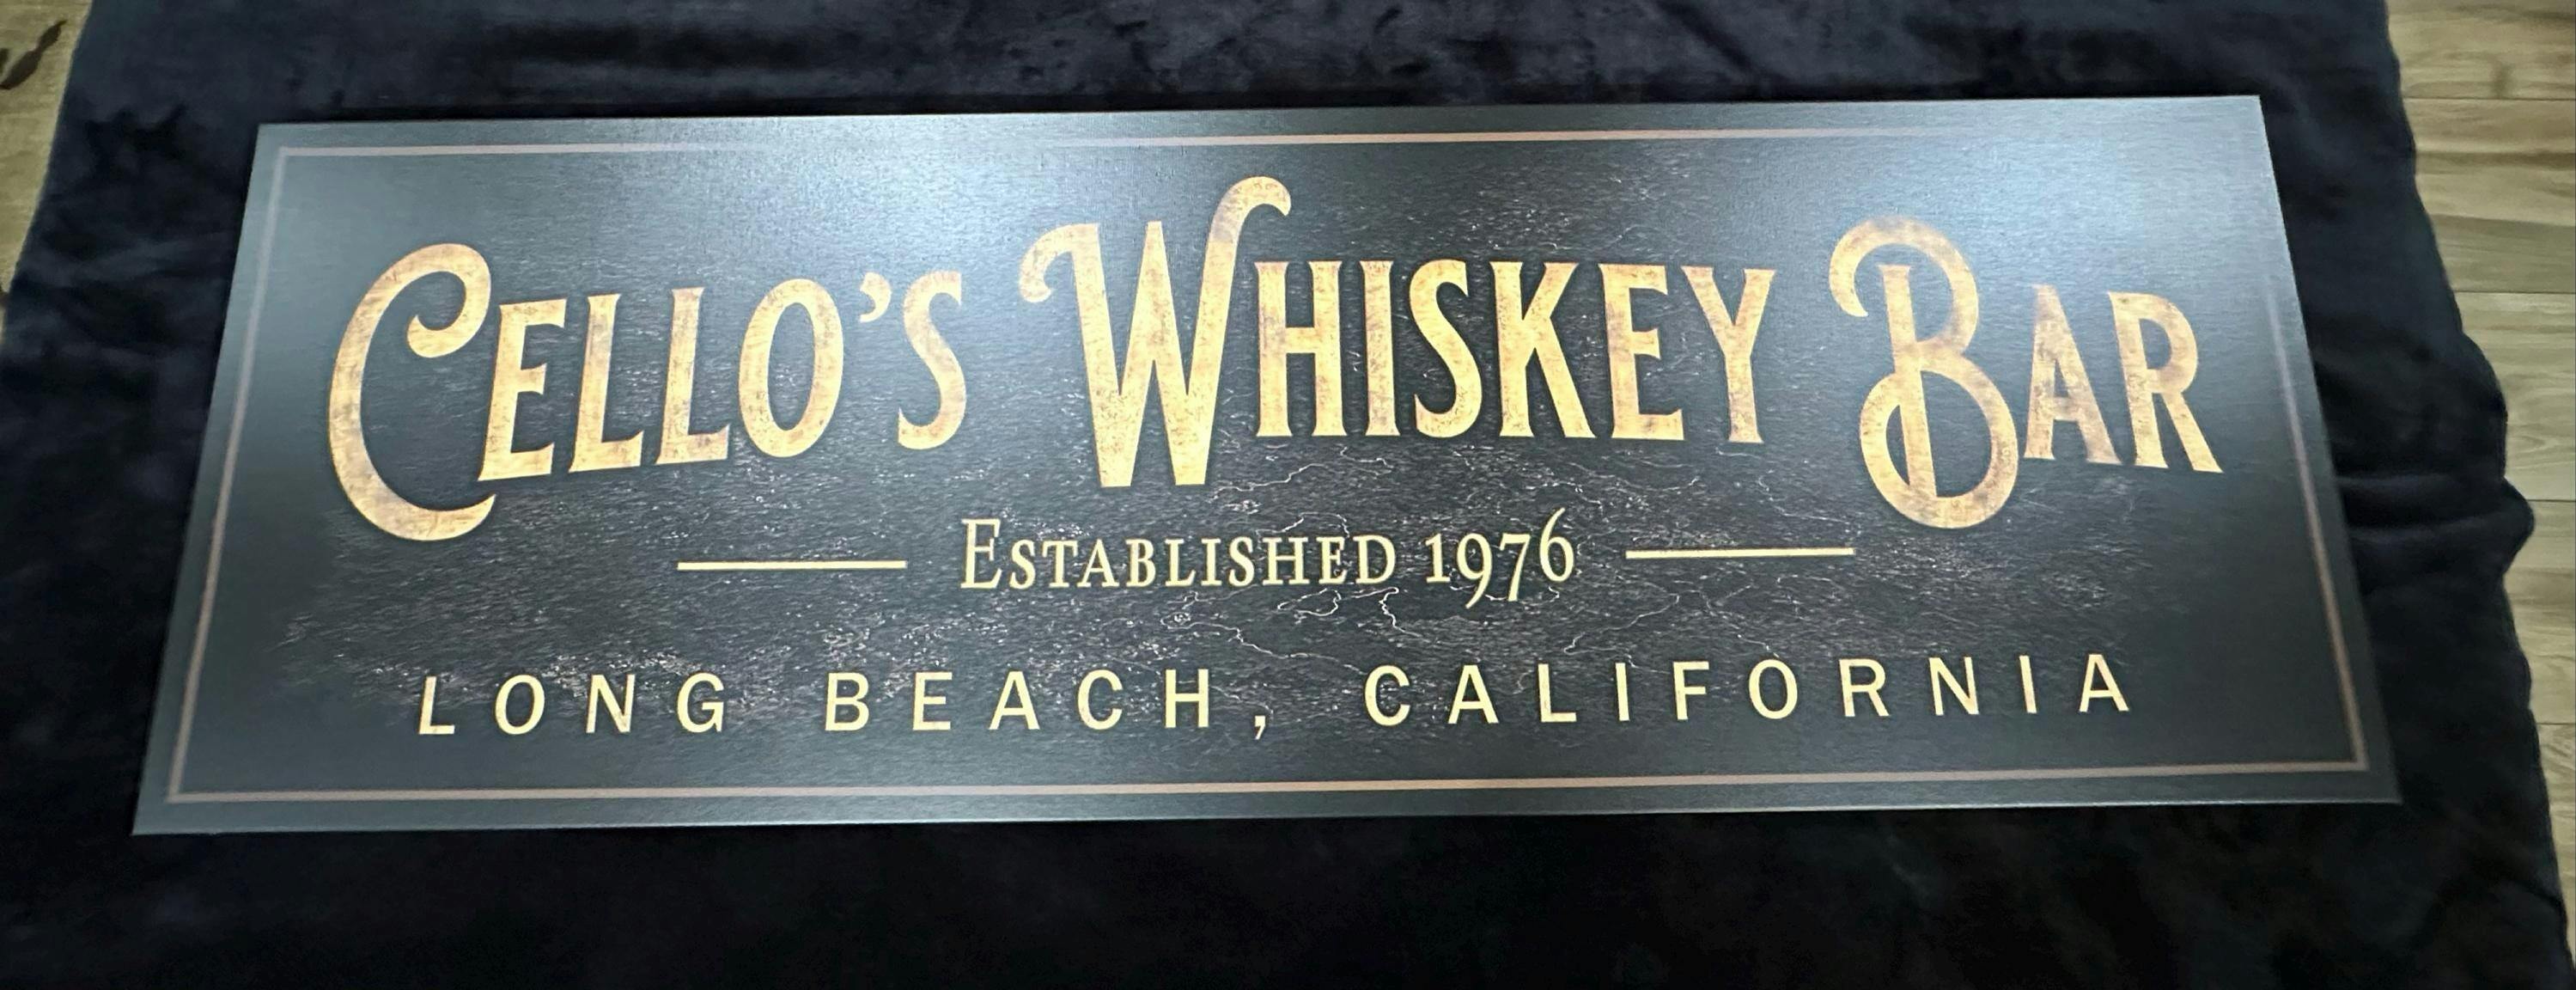 CELLO'S WHISKEY BAR
ESTABLISHED 1976
LONG BEACH, CALIFORNIA